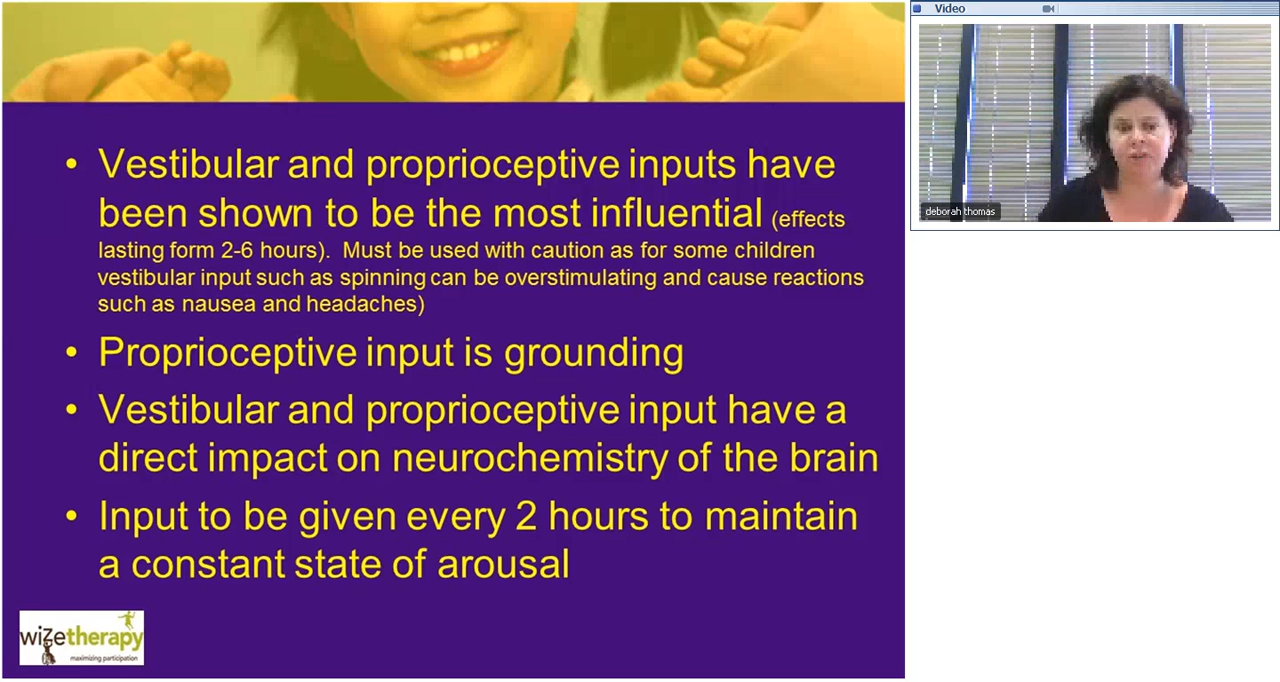 Video
• Vestibular and proprioceptive inputs have
been shown to be the most influential (effects
lasting form 2-6 hours). Must be used with caution as for some children
vestibular input such as spinning can be overstimulating and cause reactions
such as nausea and headaches)
• Proprioceptive input is grounding
• Vestibular and proprioceptive input have a
direct impact on neurochemistry of the brain
• Input to be given every 2 hours to maintain
a constant state of arousal
wizetherapy
maximizing participation
deborah thomas